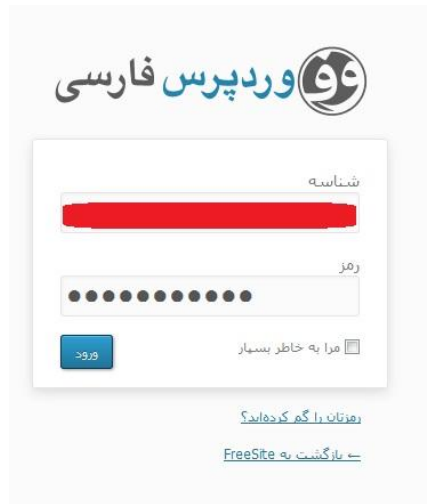 وردپرس فارسی
شناسه
رمز
مرا به خاطر بسپار
ورود
رمزتان را گم کرده‌اید؟
← بازگشت به FreeSite